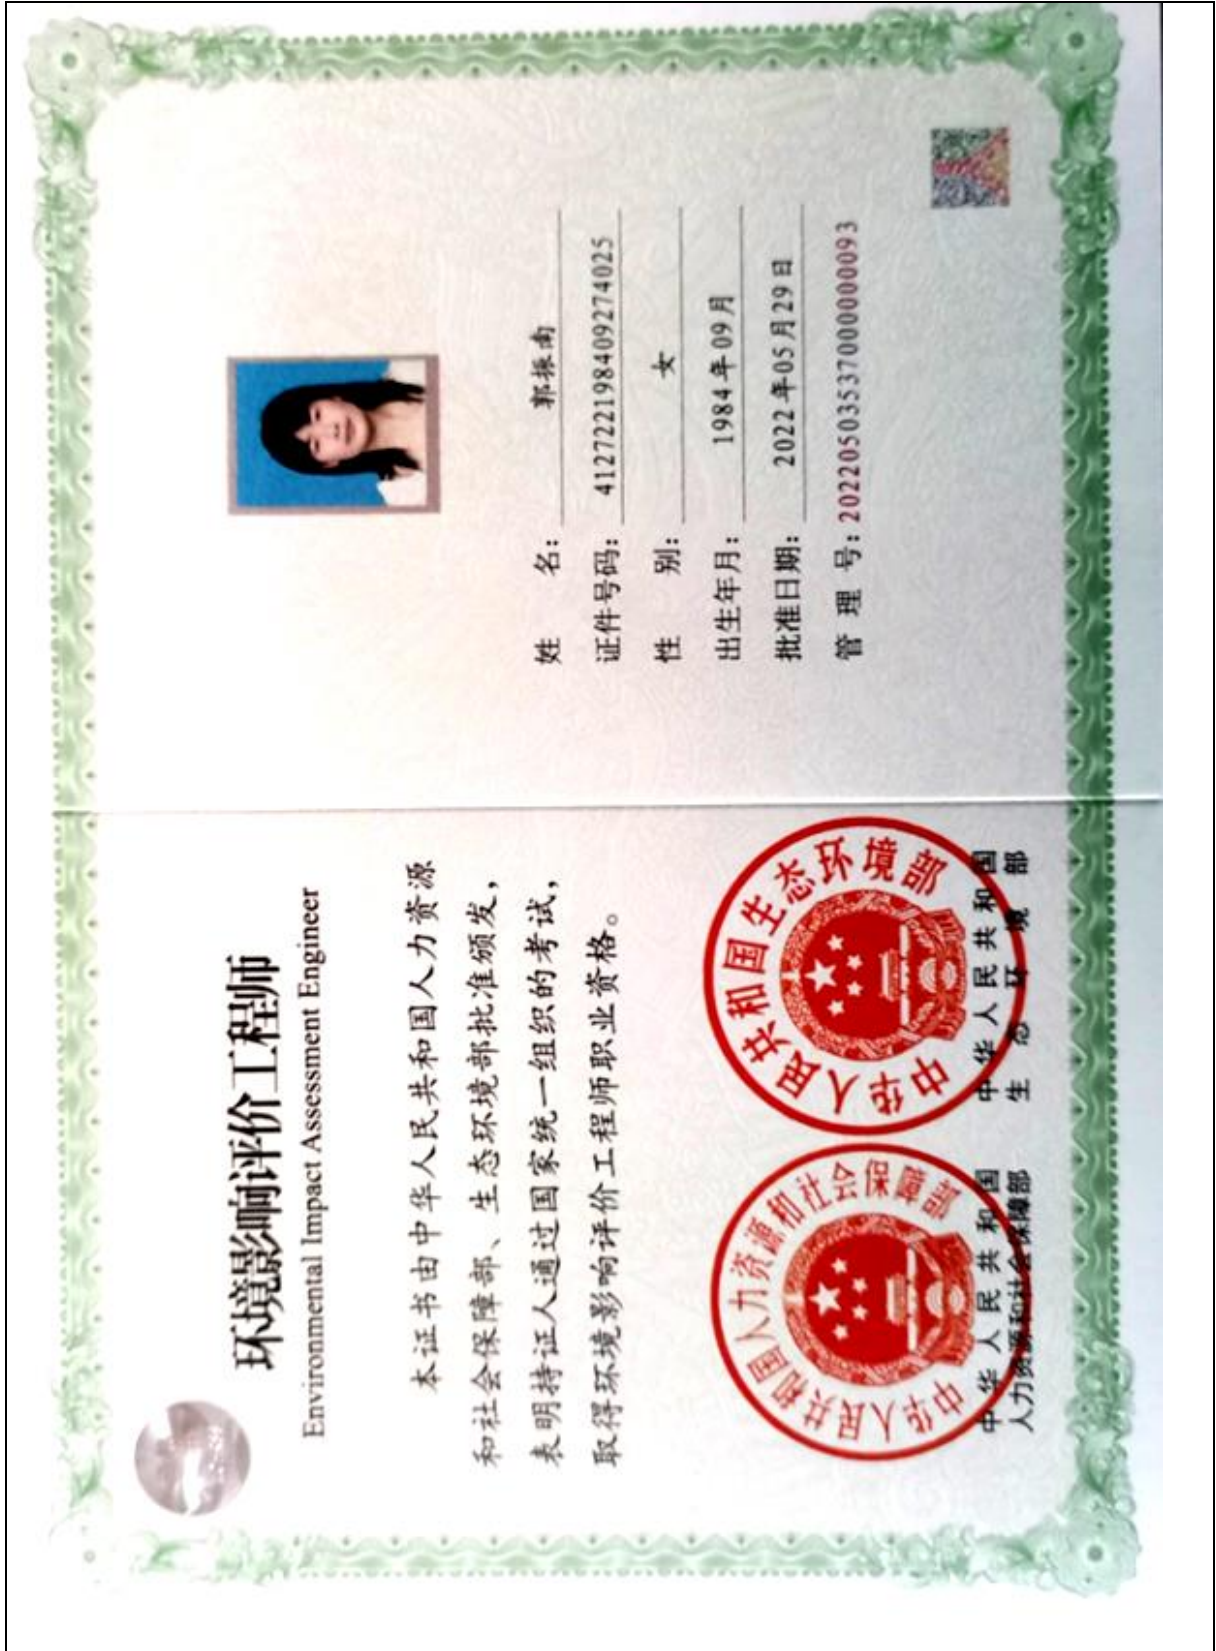 环境影响评价工程师
Environmental Impact Assessment Engineer
本证书由中华人民共和国人力资源
和社会保障部、生态环境部批准颁发，
表明持证人通过国家统一组织的考试，
取得环境影响评价工程师职业资格。
中华人民共和国人力资源和社会保障部
中华人民共和国生态环境部
中华人民共和国
人力资源和社会保障部
中华人民共和国
生态环境部
姓名：郭振南
证件号码：412722198409274025
性别：女
出生年月：1984年09月
批准日期：2022年05月29日
管理号：20220503537000000093